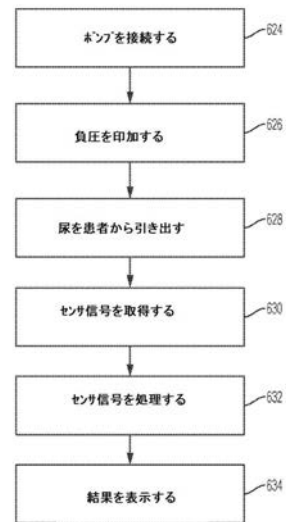 ポンプを接続する
624
負圧を印加する
626
尿を患者から引き出す
628
センサ信号を取得する
630
センサ信号を処理する
632
結果を表示する
634